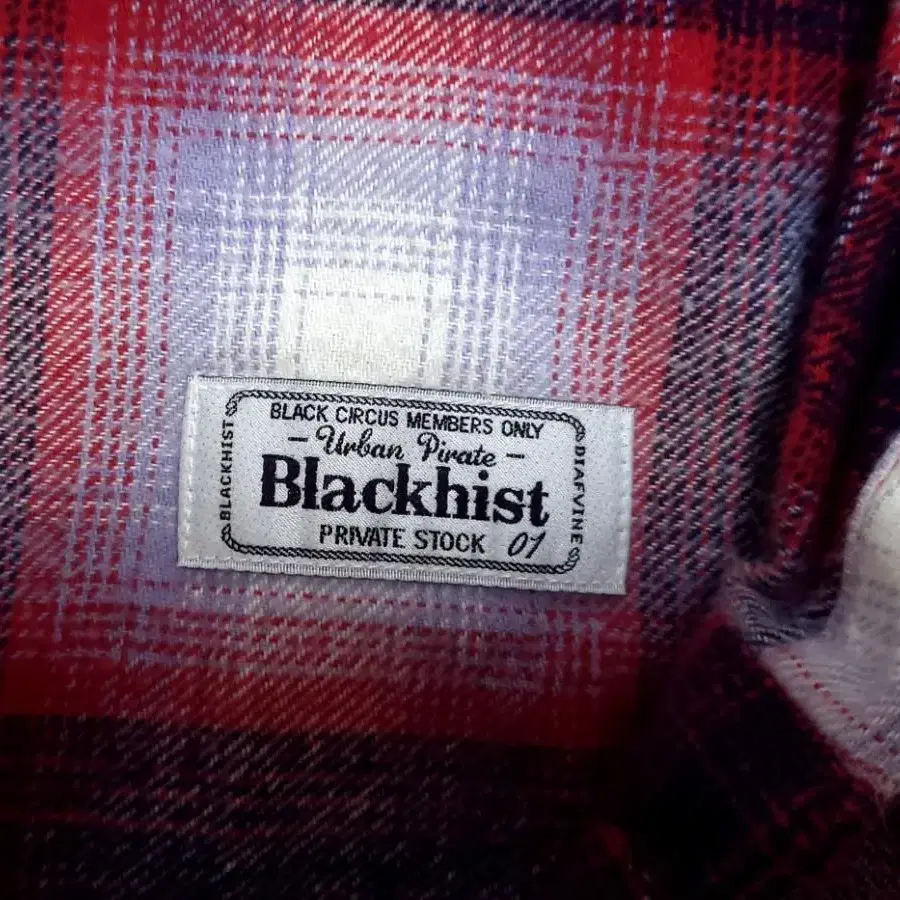 BLACK CIRCUS MEMBERS ONLY
- Urban Pirate -
Blackhist
PRIVATE STOCK 01
BLACKHIST
DIAFVINE